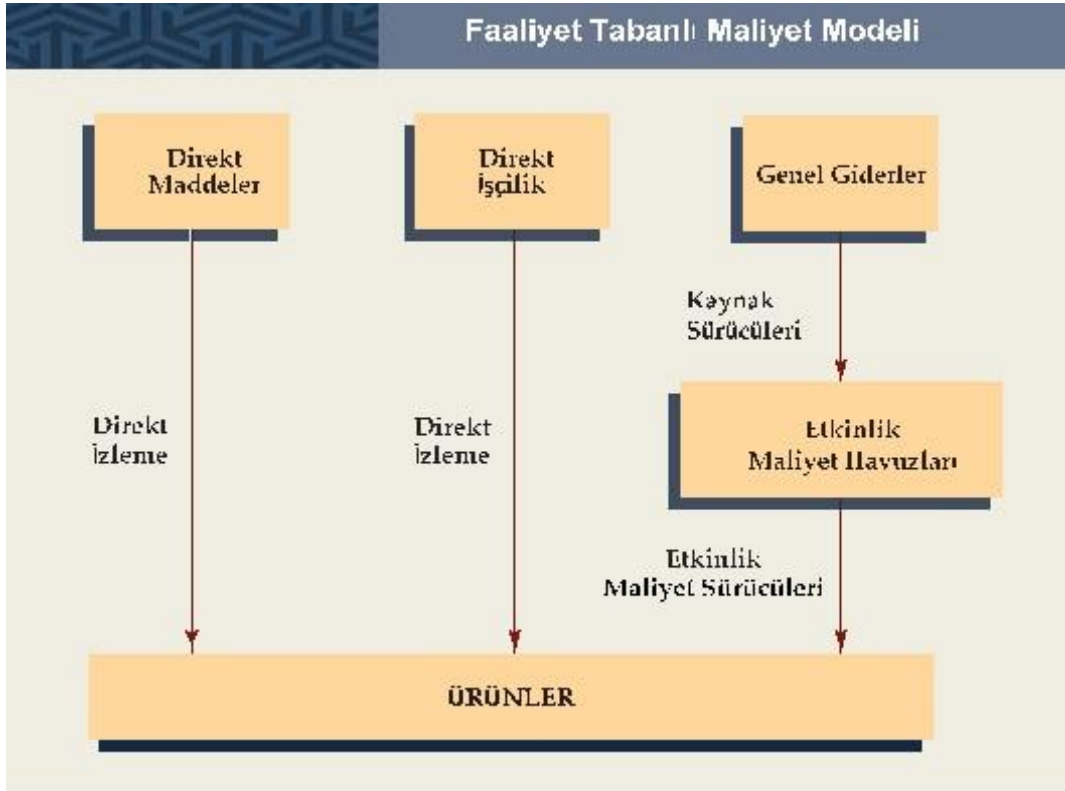 Faaliyet Tabanlı Maliyet Modeli
Direkt
Maddeler
Direkt
İşçilik
Genel Giderler
Kaynak
Sürücüleri
Direkt
İzleme
Direkt
İzleme
Etkinlik
Maliyet Havuzları
Etkinlik
Maliyet Sürücüleri
ÜRÜNLER